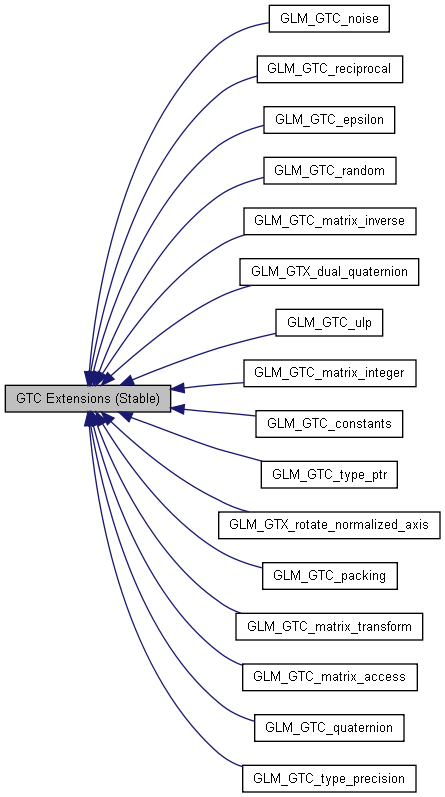 GLM_GTC_noise
GLM_GTC_reciprocal
GLM_GTC_epsilon
GLM_GTC_random
GLM_GTC_matrix_inverse
GLM_GTX_dual_quaternion
GLM_GTC_ulp
GLM_GTC_matrix_integer
GTC Extensions (Stable)
GLM_GTC_constants
GLM_GTC_type_ptr
GLM_GTX_rotate_normalized_axis
GLM_GTC_packing
GLM_GTC_matrix_transform
GLM_GTC_matrix_access
GLM_GTC_quaternion
GLM_GTC_type_precision